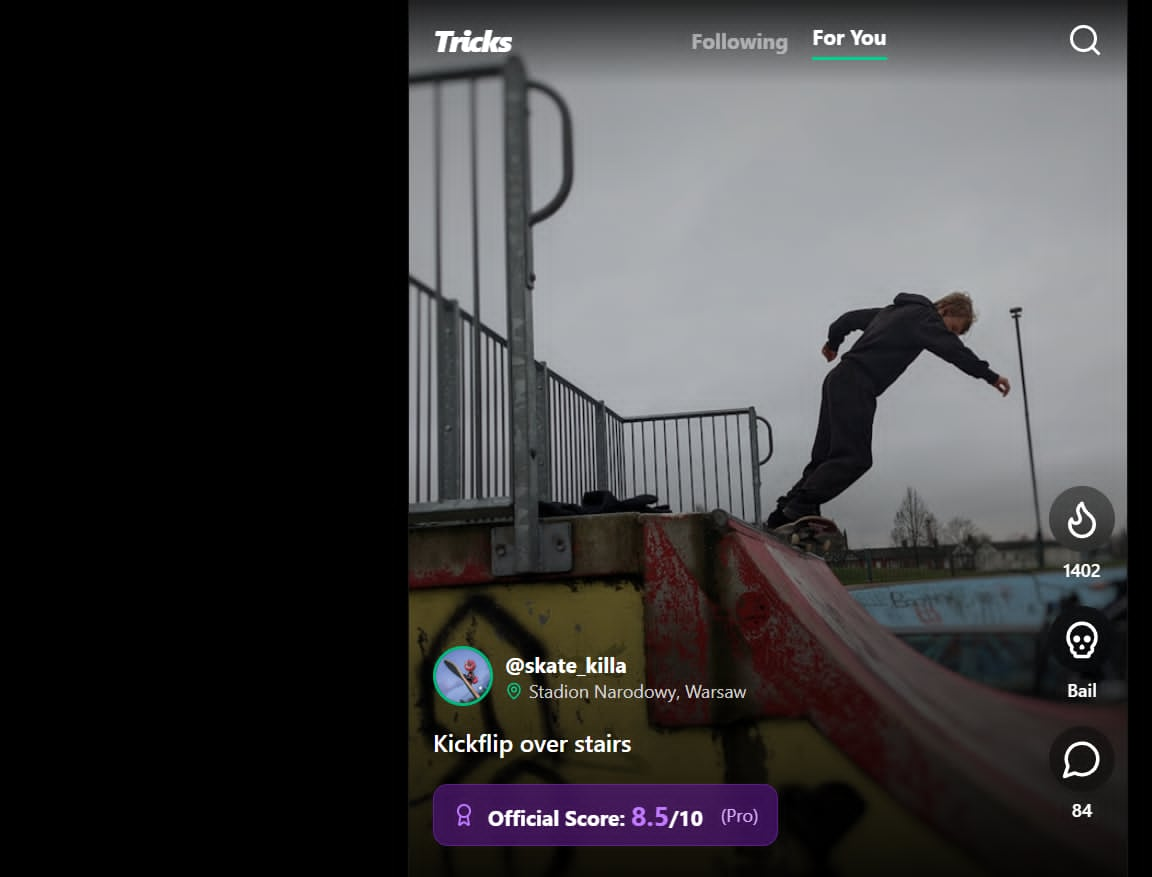 Tricks
Following
For You
@skate_killa
Stadion Narodowy, Warsaw
Kickflip over stairs
Official Score: 8.5/10 (Pro)
1402
Bail
84